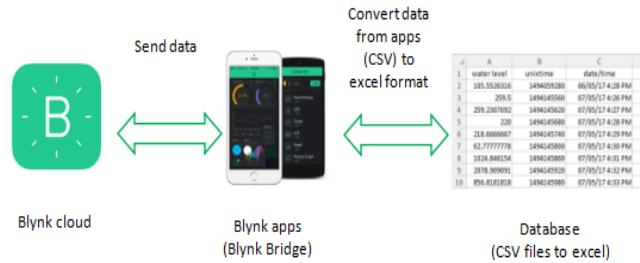 Send data
Convert data
from apps
(CSV) to
excel format
B
Blynk cloud
Blynk apps
(Blynk Bridge)
A B C
1 water level unixtime date/time
2 105.5526316 1494059280 06/05/17 4:28 PM
3 259.5 1494145560 07/05/17 4:26 PM
4 259.2307692 1494145620 07/05/17 4:27 PM
5 220 1494145680 07/05/17 4:28 PM
6 218.6666667 1494145740 07/05/17 4:29 PM
7 62.77777778 1494145800 07/05/17 4:30 PM
8 1024.846154 1494145860 07/05/17 4:31 PM
9 2078.909091 1494145920 07/05/17 4:32 PM
10 856.8181818 1494145980 07/05/17 4:33 PM
Database
(CSV files to excel)